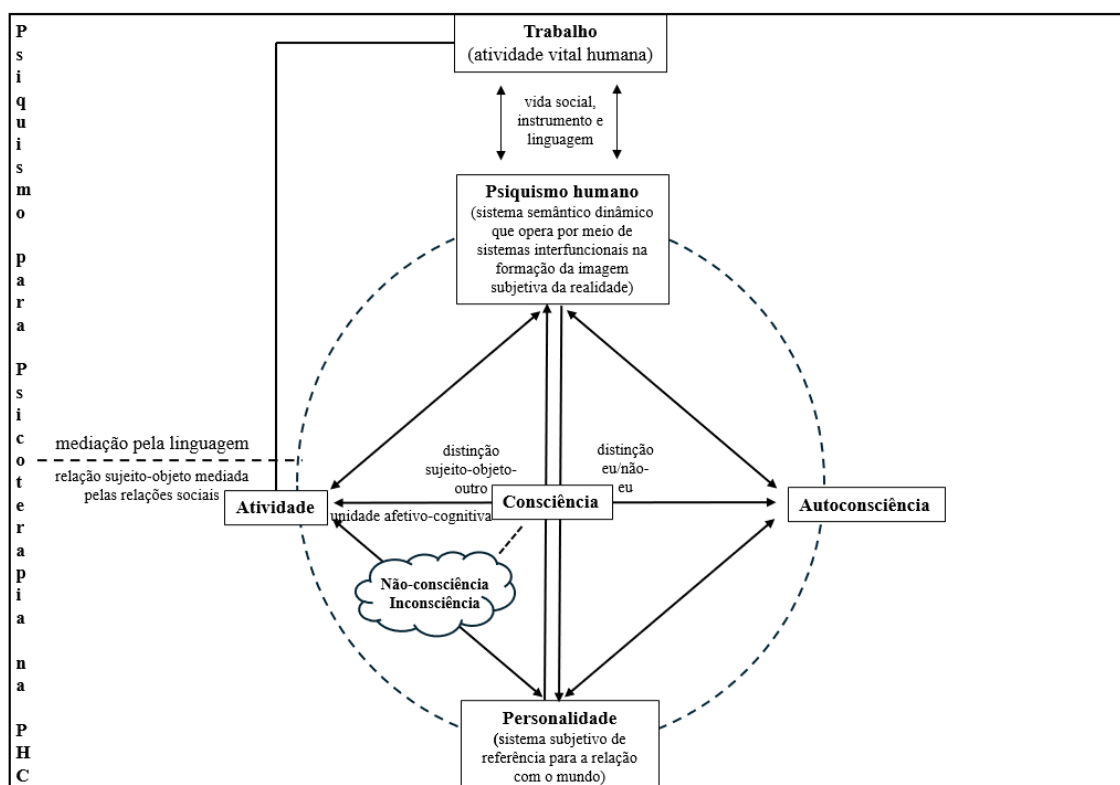 Psiquismo para Psicoterapia na PHC
Trabalho
(atividade vital humana)
vida social,
instrumento e
linguagem
Psiquismo humano
(sistema semântico dinâmico
que opera por meio de
sistemas interfuncionais na
formação da imagem
subjetiva da realidade)
mediação pela linguagem
relação sujeito-objeto mediada
pelas relações sociais
distinção
sujeito-objeto-
outro
distinção
eu/não-
eu
Atividade
Consciência
Autoconsciência
unidade afetivo-cognitiva
Não-consciência
Inconsciência
Personalidade
(sistema subjetivo de
referência para a relação
com o mundo)